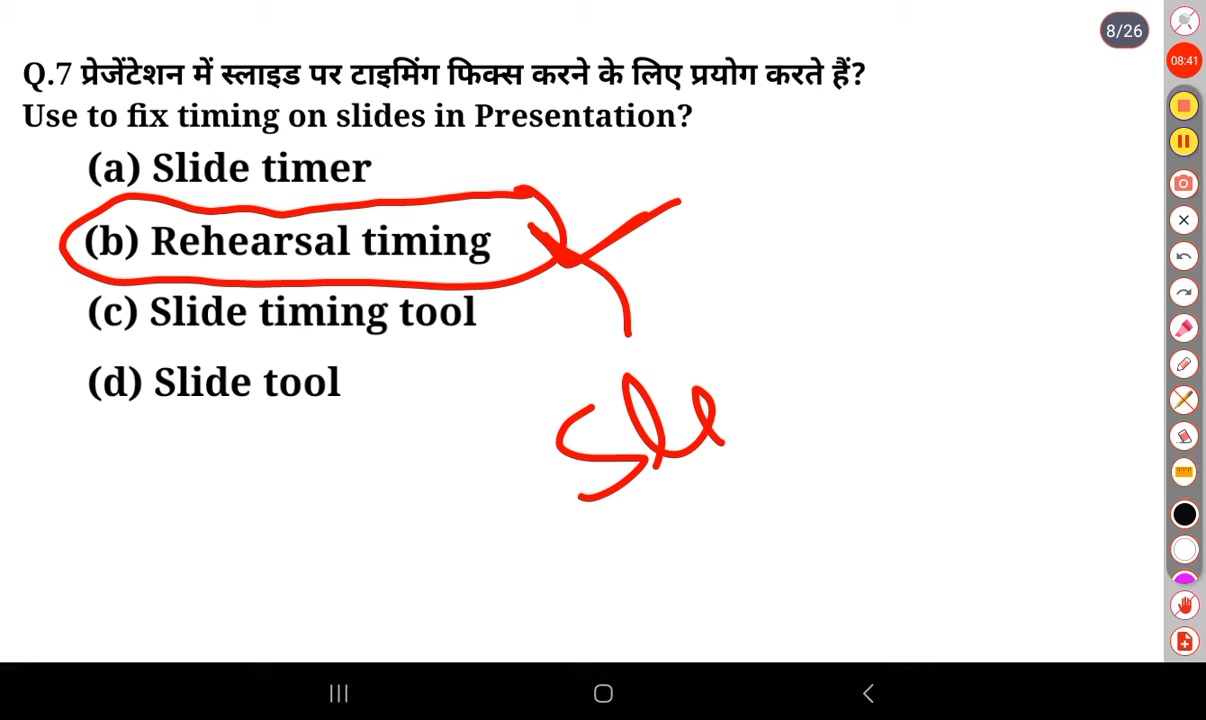 8/26
08:41
Q.7 प्रेजेंटेशन में स्लाइड पर टाइमिंग फिक्स करने के लिए प्रयोग करते हैं?
Use to fix timing on slides in Presentation?
(a) Slide timer
(b) Rehearsal timing
(c) Slide timing tool
(d) Slide tool